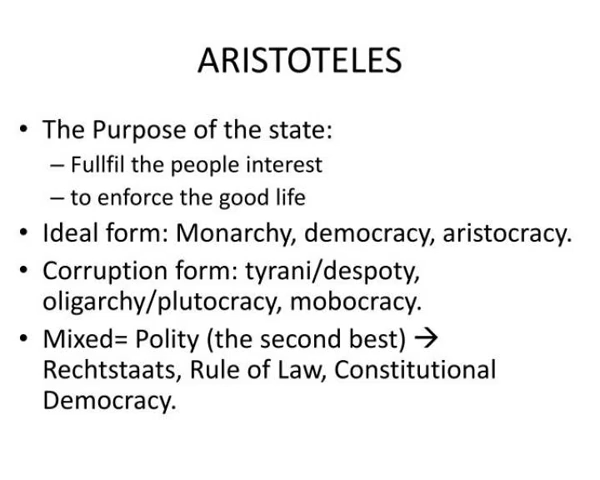 ARISTOTELES
• The Purpose of the state:
– Fullfil the people interest
– to enforce the good life
• Ideal form: Monarchy, democracy, aristocracy.
• Corruption form: tyrani/despoty,
oligarchy/plutocracy, mobocracy.
• Mixed= Polity (the second best) →
Rechtstaats, Rule of Law, Constitutional
Democracy.